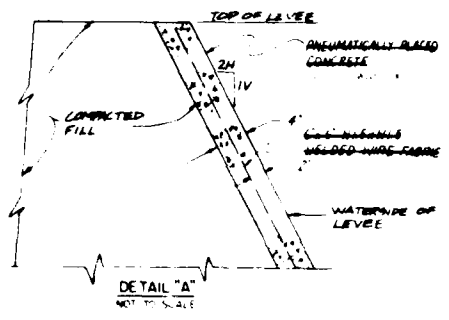 TOP OF LEVEE
PNEUMATICALLY PLACED
CONCRETE
2H
1V
COMPACTED
FILL
4"
WELDED WIRE FABRIC
WATERSIDE OF
LEVEE
DETAIL "A"
NOT TO SCALE